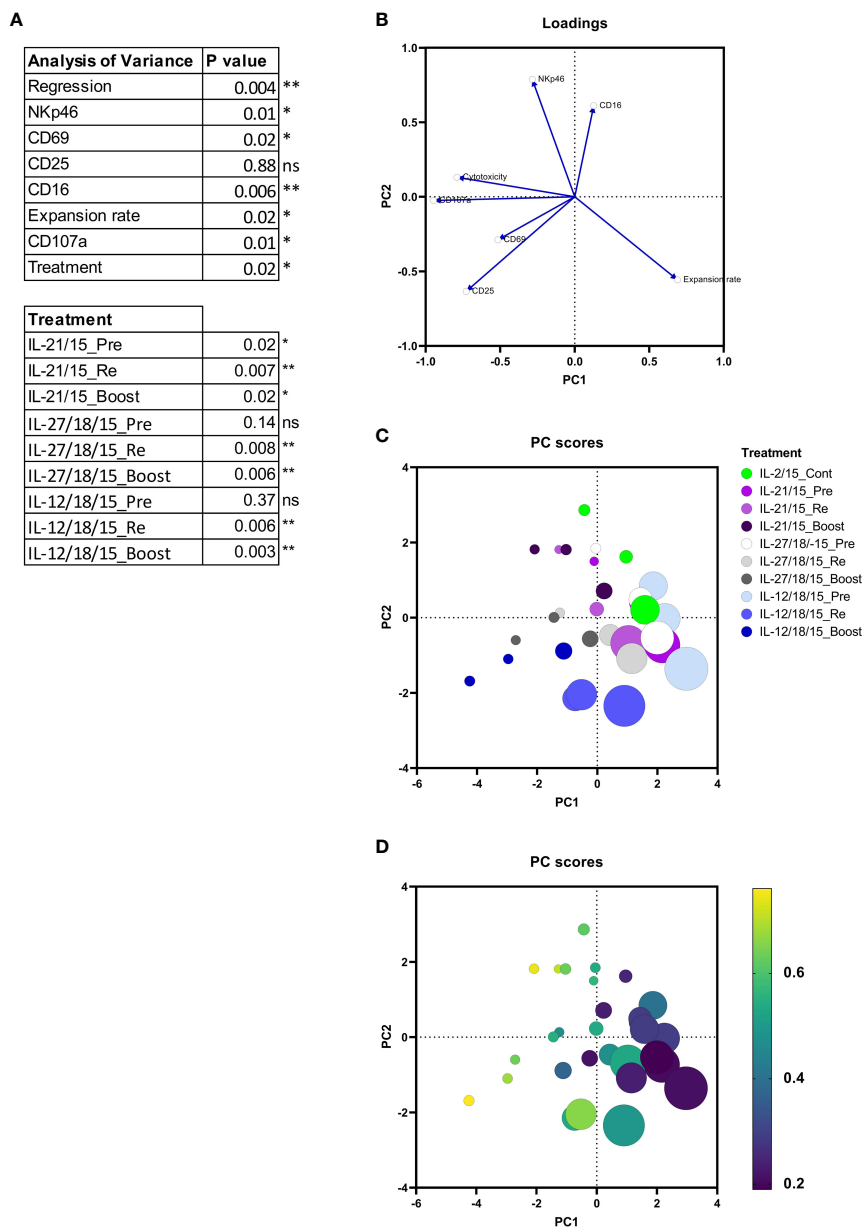 A
Analysis of Variance P value
Regression 0.004 **
NKp46 0.01 *
CD69 0.02 *
CD25 0.88 ns
CD16 0.006 **
Expansion rate 0.02 *
CD107a 0.01 *
Treatment 0.02 *
Treatment
IL-21/15_Pre 0.02 *
IL-21/15_Re 0.007 **
IL-21/15_Boost 0.02 *
IL-27/18/15_Pre 0.14 ns
IL-27/18/15_Re 0.008 **
IL-27/18/15_Boost 0.006 **
IL-12/18/15_Pre 0.37 ns
IL-12/18/15_Re 0.006 **
IL-12/18/15_Boost 0.003 **
B
Loadings
1.0
0.5
0.0
-0.5
-1.0
PC2
NKp46
CD16
Cytotoxicity
CD107a
CD69
CD25
Expansion rate
-1.0 -0.5 0.0 0.5 1.0
PC1
C
PC scores
4
2
0
-2
-4
PC2
-6 -4 -2 0 2 4
PC1
Treatment
IL-2/15_Cont
IL-21/15_Pre
IL-21/15_Re
IL-21/15_Boost
IL-27/18/-15_Pre
IL-27/18/15_Re
IL-27/18/15_Boost
IL-12/18/15_Pre
IL-12/18/15_Re
IL-12/18/15_Boost
D
PC scores
4
2
0
-2
-4
PC2
-6 -4 -2 0 2 4
PC1
0.6
0.4
0.2